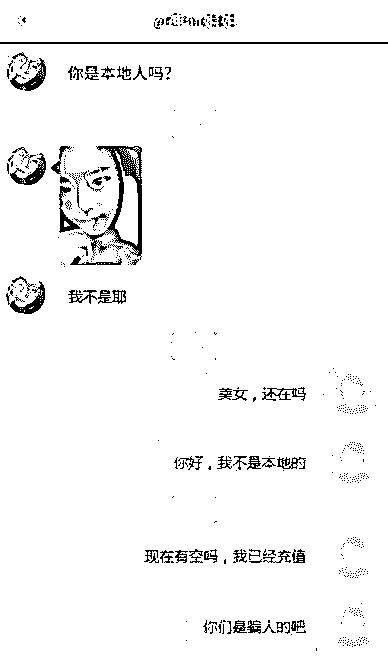 你是本地人吗？
我不是耶
美女，还在吗
你好，我不是本地的
现在有空吗，我已经充值
你们是骗人的吧